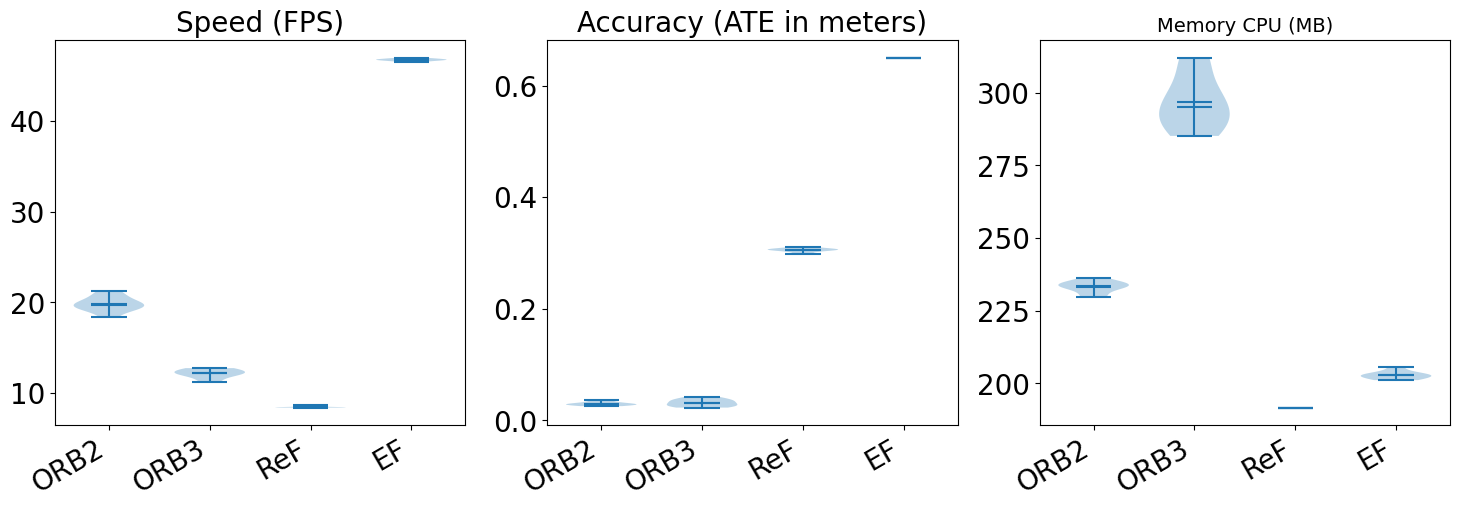 Speed (FPS)
40
30
20
10
ORB2
ORB3
ReF
EF
Accuracy (ATE in meters)
0.6
0.4
0.2
0.0
ORB2
ORB3
ReF
EF
Memory CPU (MB)
300
275
250
225
200
ORB2
ORB3
ReF
EF